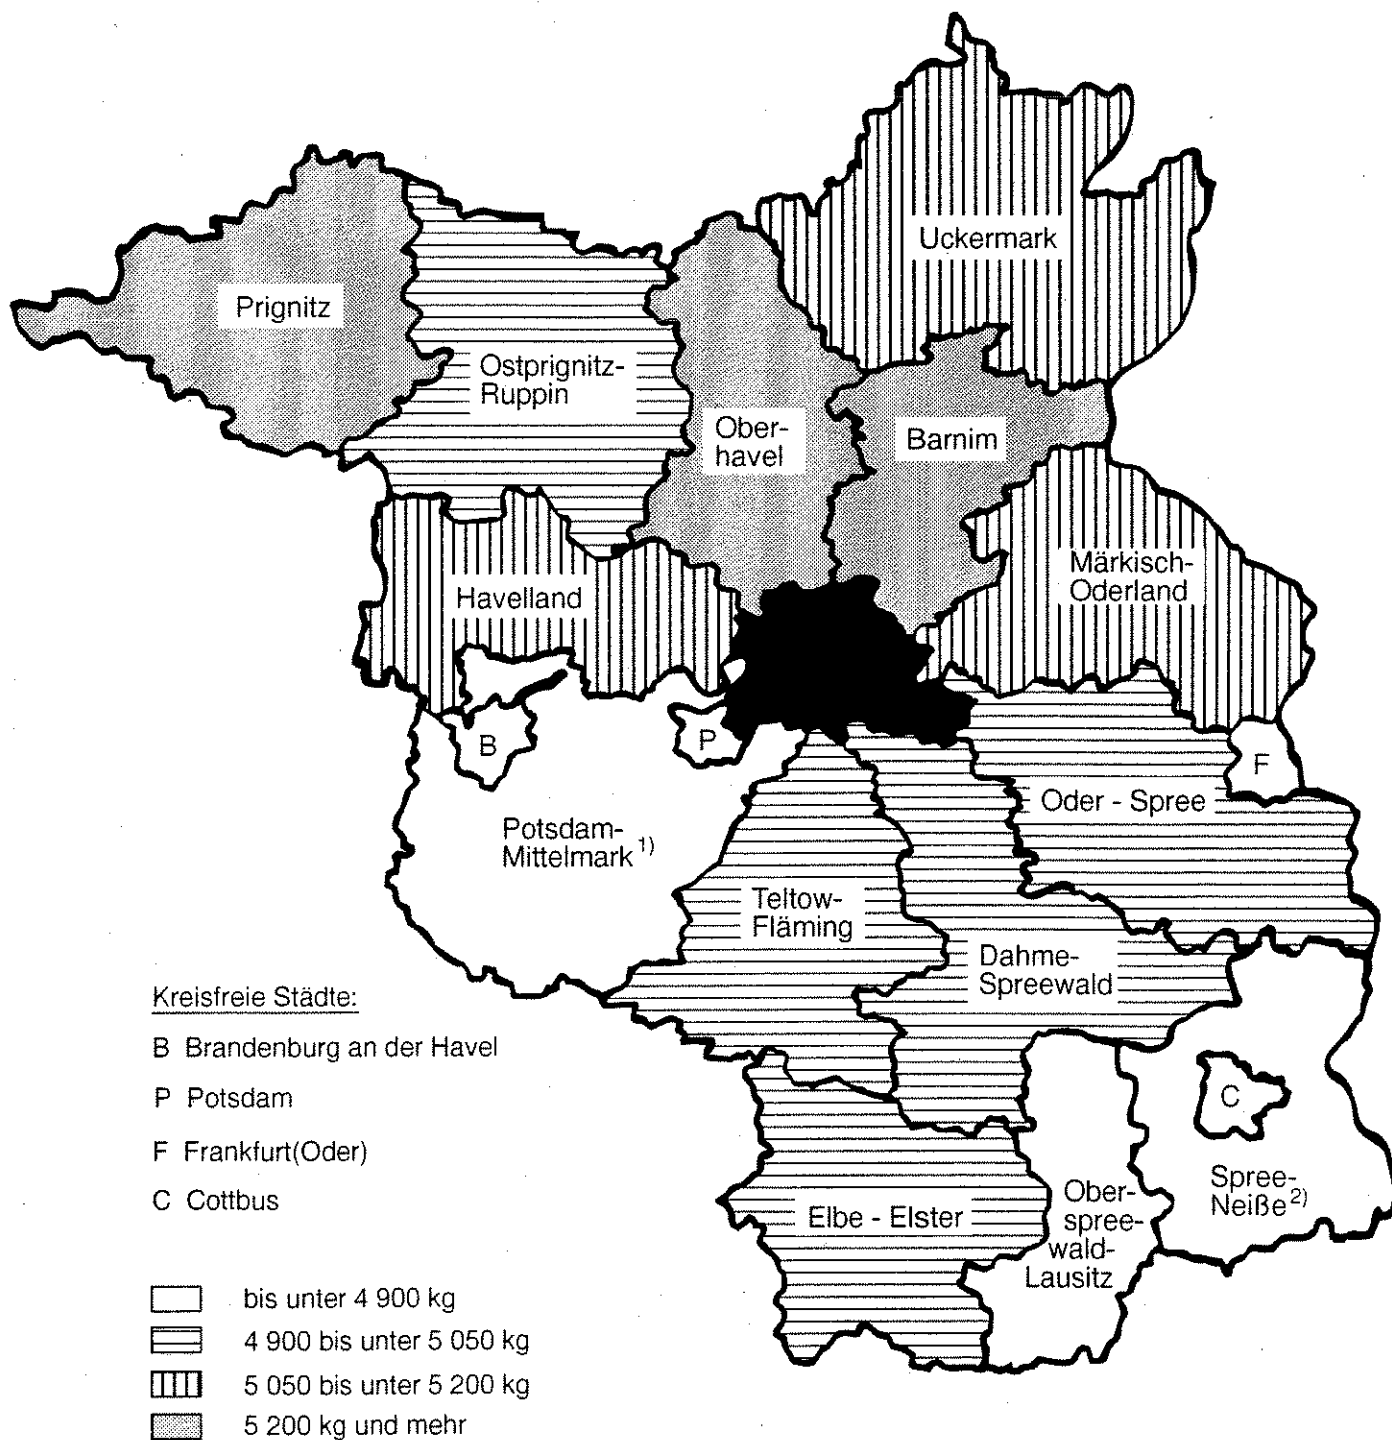 Uckermark
Prignitz
Ostprignitz-
Ruppin
Ober-
havel
Barnim
Märkisch-
Oderland
Havelland
B
P
F
Oder - Spree
Potsdam-
Mittelmark 1)
Teltow-
Fläming
Dahme-
Spreewald
Kreisfreie Städte:
B Brandenburg an der Havel
P Potsdam
F Frankfurt(Oder)
C Cottbus
C
Spree-
Neiße 2)
Elbe - Elster
Ober-
spree-
wald-
Lausitz
bis unter 4 900 kg
4 900 bis unter 5 050 kg
5 050 bis unter 5 200 kg
5 200 kg und mehr